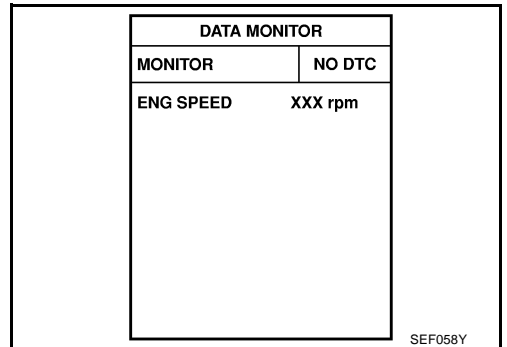 DATA MONITOR
MONITOR NO DTC
ENG SPEED XXX rpm
SEF058Y